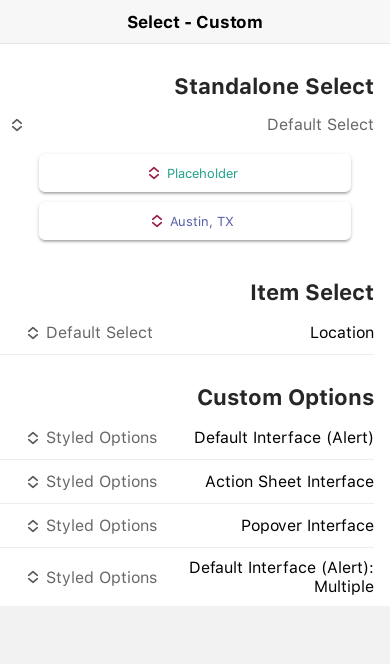 Select - Custom
Standalone Select
Default Select
Placeholder
Austin, TX
Item Select
Location
Default Select
Custom Options
Default Interface (Alert)
Styled Options
Action Sheet Interface
Styled Options
Popover Interface
Styled Options
Default Interface (Alert):
Multiple
Styled Options